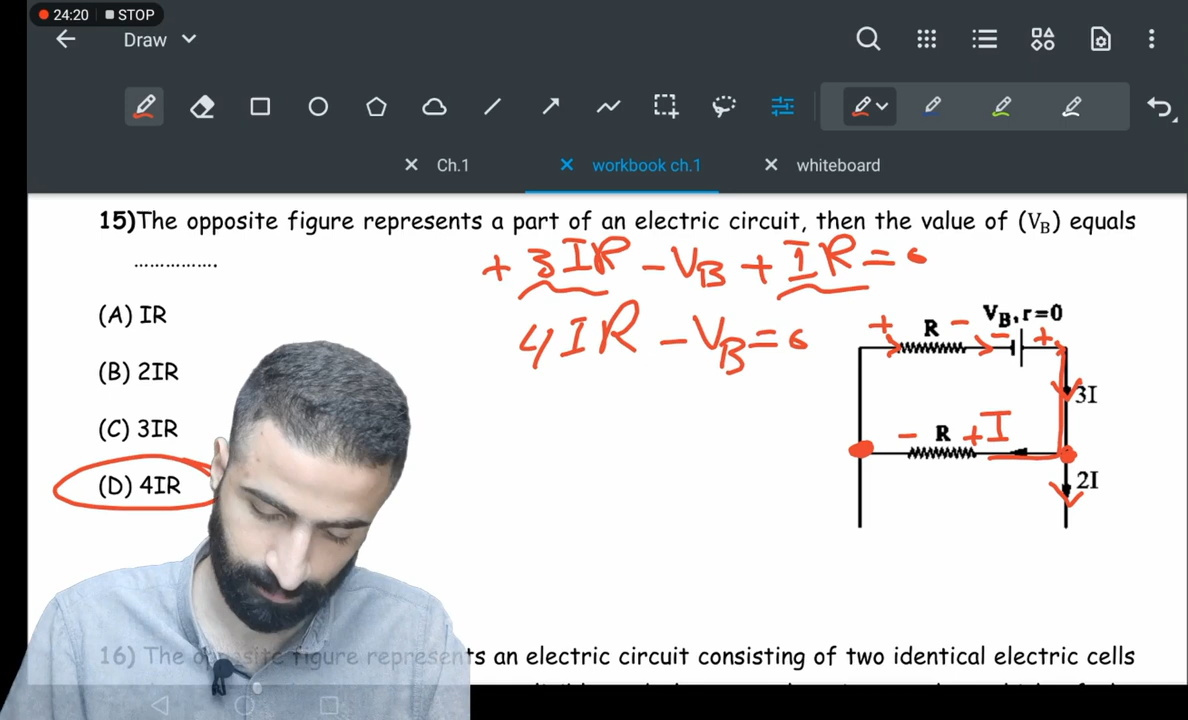 24:20 STOP
Draw
Ch.1 workbook ch.1 whiteboard
15)The opposite figure represents a part of an electric circuit, then the value of (VB) equals
...............
+ 3IR - VB + IR = 0
4IR - VB = 0
(A) IR
(B) 2IR
(C) 3IR
(D) 4IR
VB, r=0
+ R - - +
3I
- R + I
2I
16) The opposite figure represents an electric circuit consisting of two identical electric cells